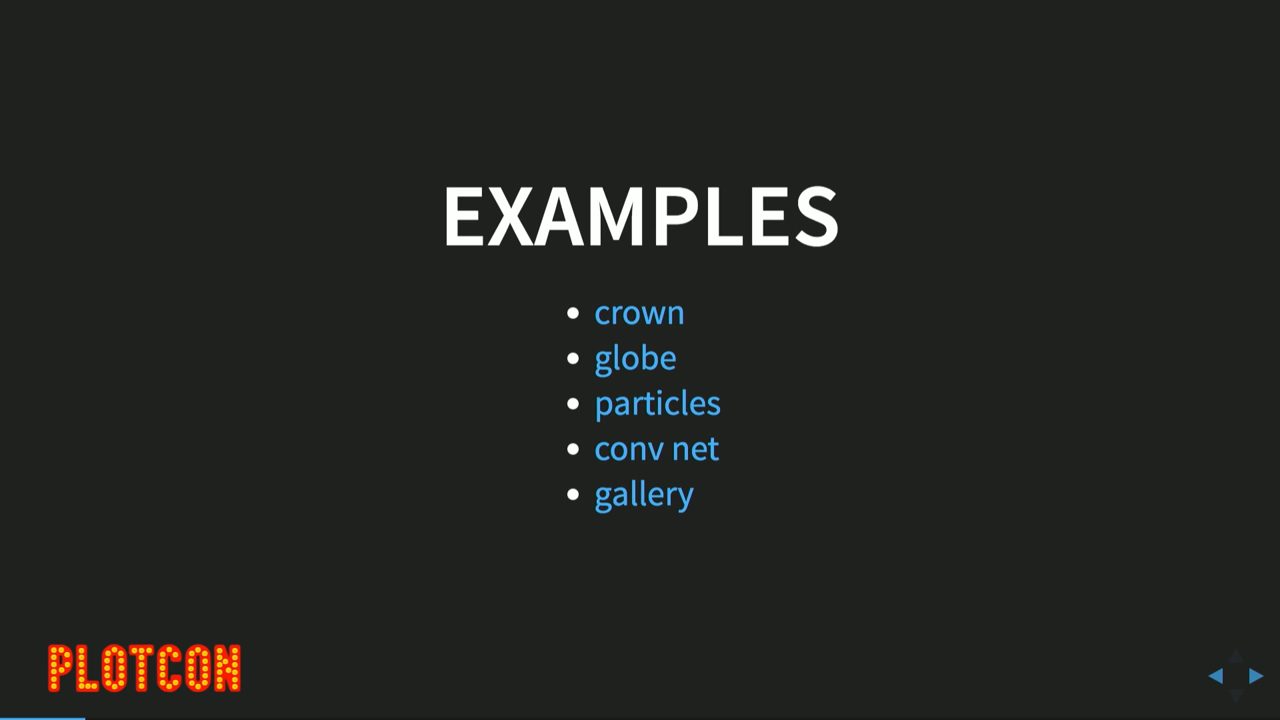 EXAMPLES
crown
globe
particles
conv net
gallery
PLOTCON